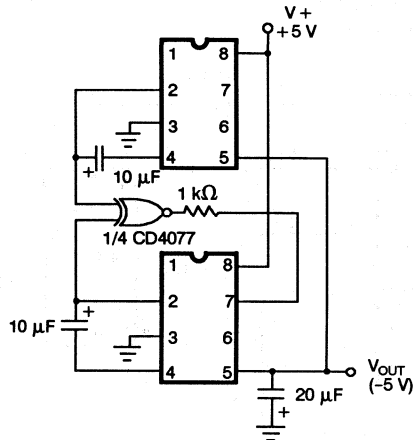 V+
+5 V
1 8
2 7
3 6
4 5
+
10 µF
1 kΩ
1/4 CD4077
1 8
2 7
3 6
4 5
10 µF
+
VOUT
(−5 V)
20 µF
+